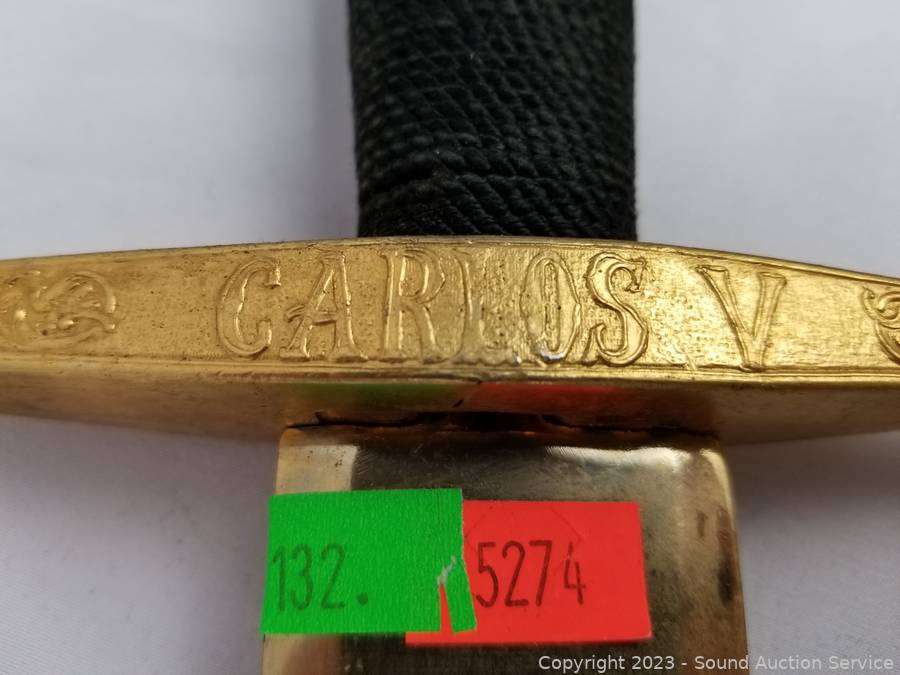 CARLOS V
132. 5274
Copyright 2023 - Sound Auction Service